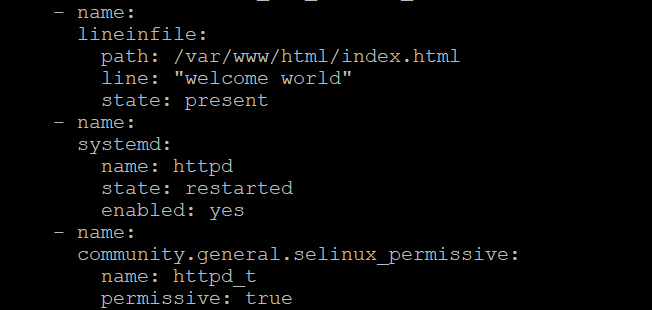 - name:
  lineinfile:
    path: /var/www/html/index.html
    line: "welcome world"
    state: present
- name:
  systemd:
    name: httpd
    state: restarted
    enabled: yes
- name:
  community.general.selinux_permissive:
    name: httpd_t
    permissive: true